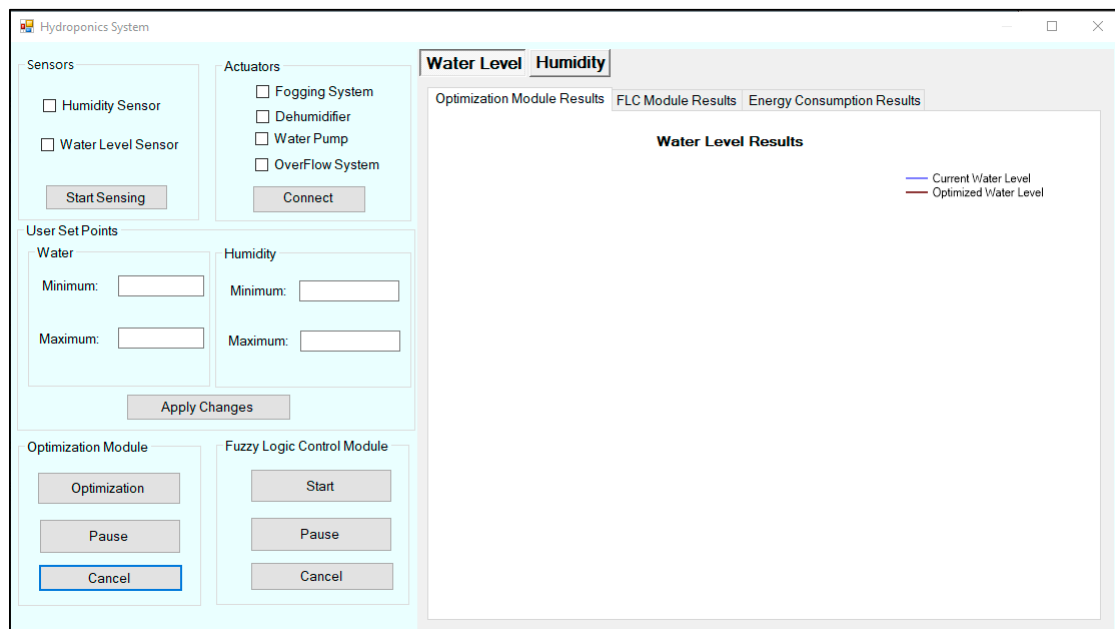 Hydroponics System
Sensors
Humidity Sensor
Water Level Sensor
Start Sensing
Actuators
Fogging System
Dehumidifier
Water Pump
OverFlow System
Connect
User Set Points
Water
Minimum:
Maximum:
Humidity
Minimum:
Maximum:
Apply Changes
Optimization Module
Optimization
Pause
Cancel
Fuzzy Logic Control Module
Start
Pause
Cancel
Water Level Humidity
Optimization Module Results FLC Module Results Energy Consumption Results
Water Level Results
Current Water Level
Optimized Water Level